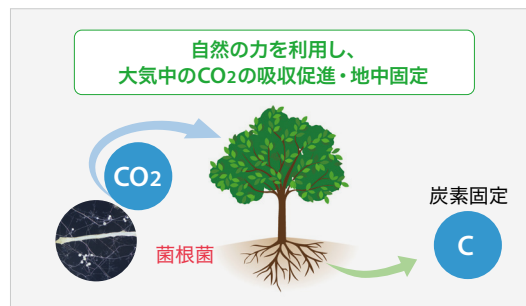 自然の力を利用し、
大気中のCO2の吸収促進・地中固定
CO2
菌根菌
炭素固定
C